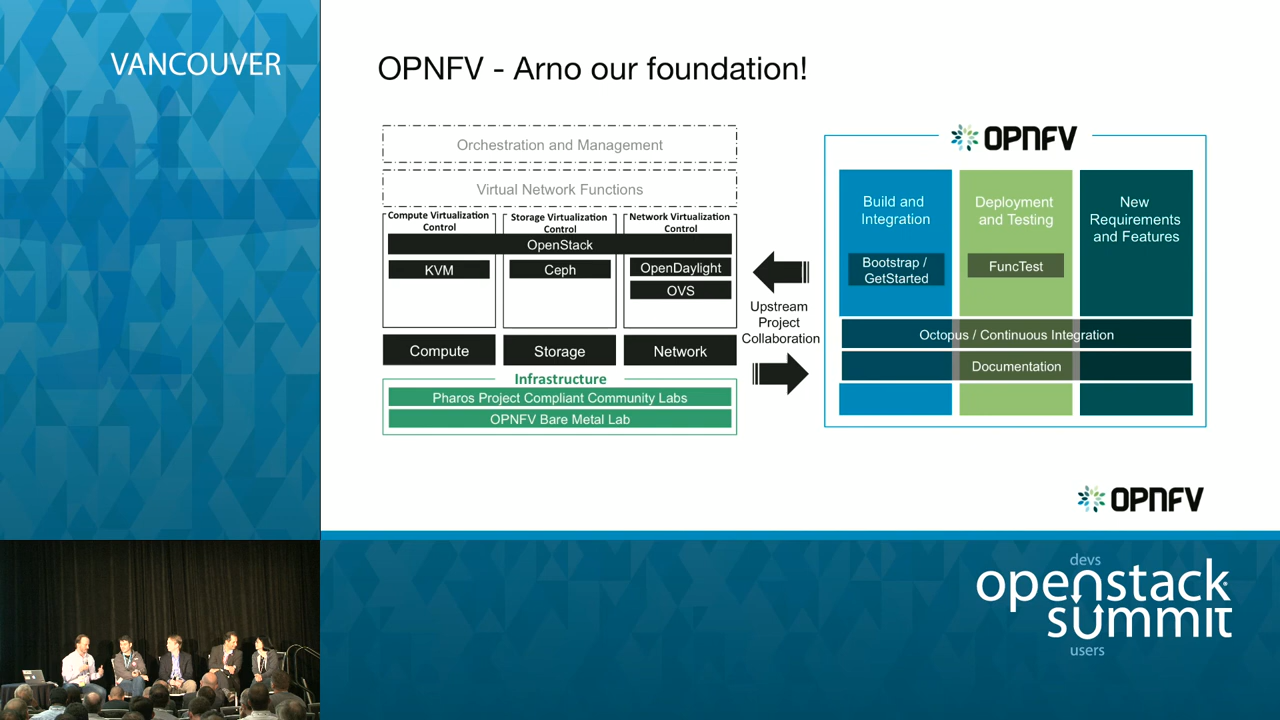 VANCOUVER
OPNFV - Arno our foundation!
Orchestration and Management
Virtual Network Functions
Compute Virtualization
Control
Storage Virtualization
Control
Network Virtualization
Control
OpenStack
KVM
Ceph
OpenDaylight
OVS
Compute
Storage
Network
Infrastructure
Pharos Project Compliant Community Labs
OPNFV Bare Metal Lab
Upstream
Project
Collaboration
OPNFV
Build and
Integration
Bootstrap /
GetStarted
Deployment
and Testing
FuncTest
New
Requirements
and Features
Octopus / Continuous Integration
Documentation
OPNFV
devs
openstack
summit
users